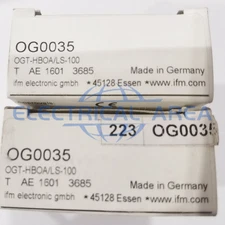 OG0035
OGT-HBOA/LS-100
T AE 1601 3685 Made in Germany
ifm electronic gmbh ★45128 Essen ★www.ifm.com
ELECTRICAL AREA
223 OG0035
OG0035
OGT-HBOA/LS-100
T AE 1601 3685 Made in Germany
ifm electronic gmbh ★45128 Essen ★www.ifm.com